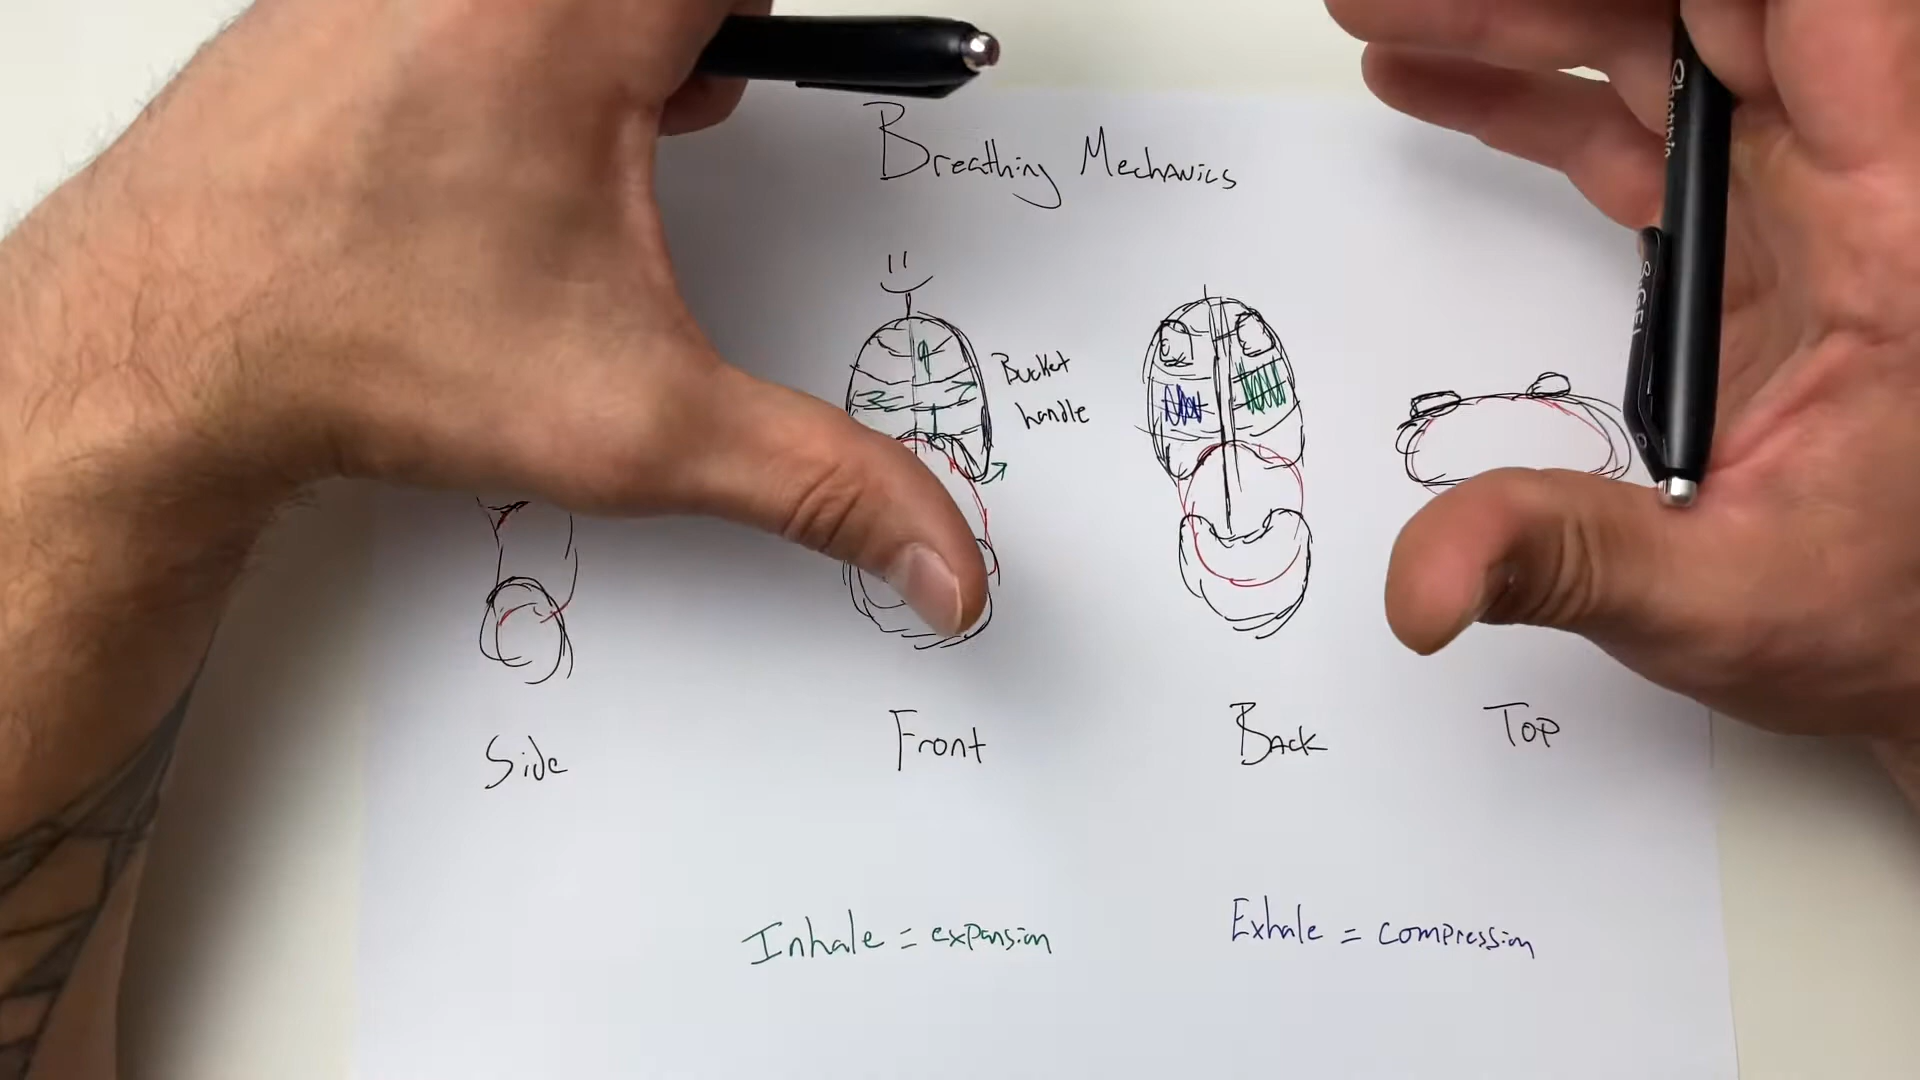 Breathing Mechanics
Bucket
handle
Side
Front
Back
Top
Inhale = expansion
Exhale = compression